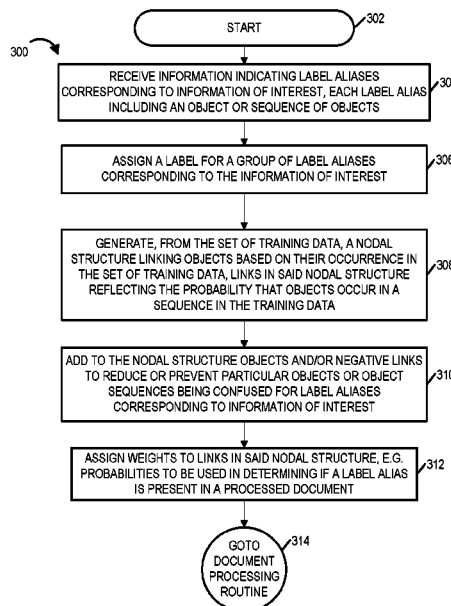 START
302
300
RECEIVE INFORMATION INDICATING LABEL ALIASES
CORRESPONDING TO INFORMATION OF INTEREST, EACH LABEL ALIAS
INCLUDING AN OBJECT OR SEQUENCE OF OBJECTS
ASSIGN A LABEL FOR A GROUP OF LABEL ALIASES
CORRESPONDING TO THE INFORMATION OF INTEREST
306
GENERATE, FROM THE SET OF TRAINING DATA, A NODAL
STRUCTURE LINKING OBJECTS BASED ON THEIR OCCURRENCE IN
THE SET OF TRAINING DATA, LINKS IN SAID NODAL STRUCTURE
REFLECTING THE PROBABILITY THAT OBJECTS OCCUR IN A
SEQUENCE IN THE TRAINING DATA
308
ADD TO THE NODAL STRUCTURE OBJECTS AND/OR NEGATIVE LINKS
TO REDUCE OR PREVENT PARTICULAR OBJECTS OR OBJECT
SEQUENCES BEING CONFUSED FOR LABEL ALIASES
CORRESPONDING TO INFORMATION OF INTEREST
310
ASSIGN WEIGHTS TO LINKS IN SAID NODAL STRUCTURE, E.G.
PROBABILITIES TO BE USED IN DETERMINING IF A LABEL ALIAS
IS PRESENT IN A PROCESSED DOCUMENT
312
GOTO
DOCUMENT
PROCESSING
ROUTINE
314